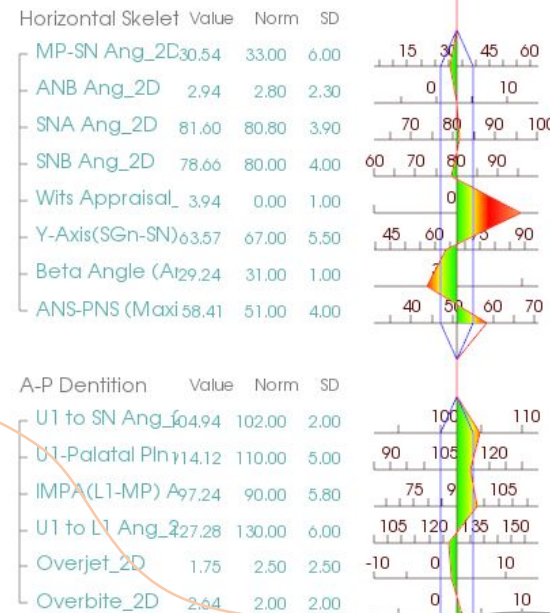 Horizontal Skelet Value Norm SD
MP-SN Ang_2D 30.54 33.00 6.00 15 30 45 60
ANB Ang_2D 2.94 2.80 2.30 0 10
SNA Ang_2D 81.60 80.80 3.90 70 80 90 100
SNB Ang_2D 78.66 80.00 4.00 60 70 80 90
Wits Appraisal_ 3.94 0.00 1.00 0
Y-Axis(SGn-SN) 63.57 67.00 5.50 45 60 75 90
Beta Angle (An 29.24 31.00 1.00
ANS-PNS (Maxi 58.41 51.00 4.00 40 50 60 70
A-P Dentition Value Norm SD
U1 to SN Ang_ 04.94 102.00 2.00 100 110
U1-Palatal Pln 114.12 110.00 5.00 90 105 120
IMPA(L1-MP) A 97.24 90.00 5.80 75 9 105
U1 to L1 Ang_2 127.28 130.00 6.00 105 120 135 150
Overjet_2D 1.75 2.50 2.50 -10 0 10
Overbite_2D 2.64 2.00 2.00 0 10